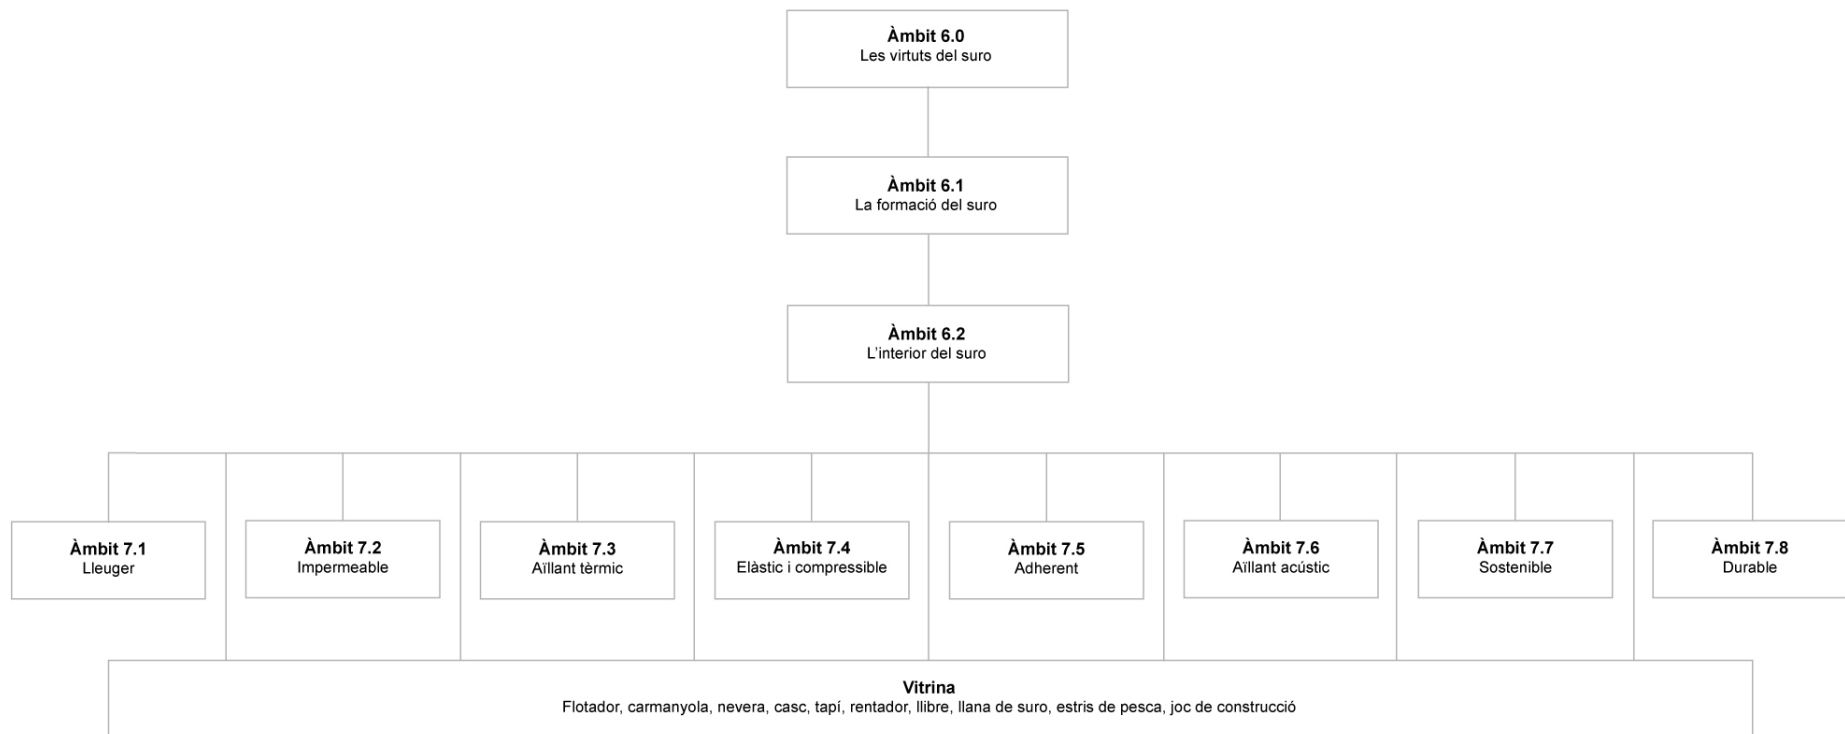 Àmbit 6.0
Les virtuts del suro
Àmbit 6.1
La formació del suro
Àmbit 6.2
L'interior del suro
Àmbit 7.1
Lleuger
Àmbit 7.2
Impermeable
Àmbit 7.3
Aïllant tèrmic
Àmbit 7.4
Elàstic i compressible
Àmbit 7.5
Adherent
Àmbit 7.6
Aïllant acústic
Àmbit 7.7
Sostenible
Àmbit 7.8
Durable
Vitrina
Flotador, carmanyola, nevera, casc, tapí, rentador, llibre, llana de suro, estris de pesca, joc de construcció